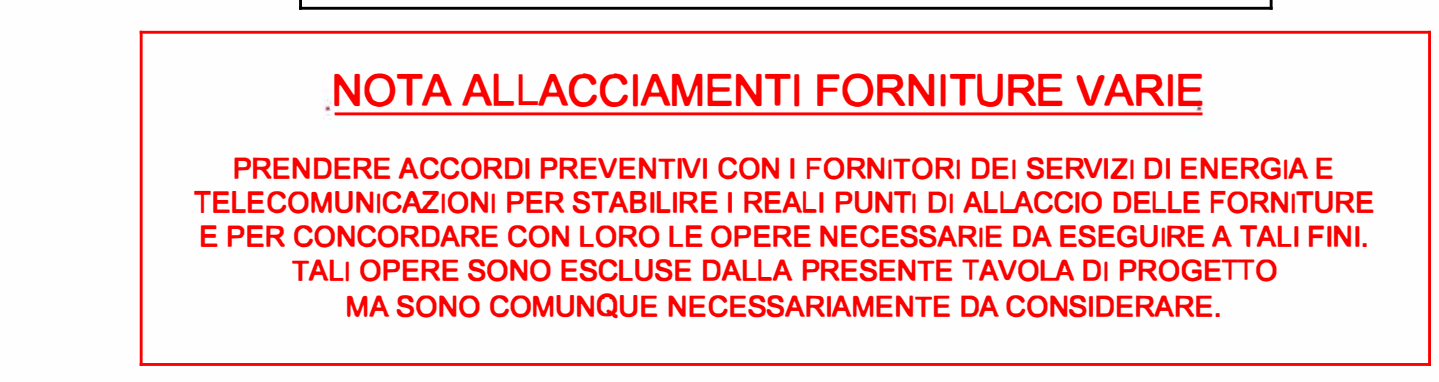 NOTA ALLACCIAMENTI FORNITURE VARIE
PRENDERE ACCORDI PREVENTIVI CON I FORNITORI DEI SERVIZI DI ENERGIA E
TELECOMUNICAZIONI PER STABILIRE I REALI PUNTI DI ALLACCIO DELLE FORNITURE
E PER CONCORDARE CON LORO LE OPERE NECESSARIE DA ESEGUIRE A TALI FINI.
TALI OPERE SONO ESCLUSE DALLA PRESENTE TAVOLA DI PROGETTO
MA SONO COMUNQUE NECESSARIAMENTE DA CONSIDERARE.